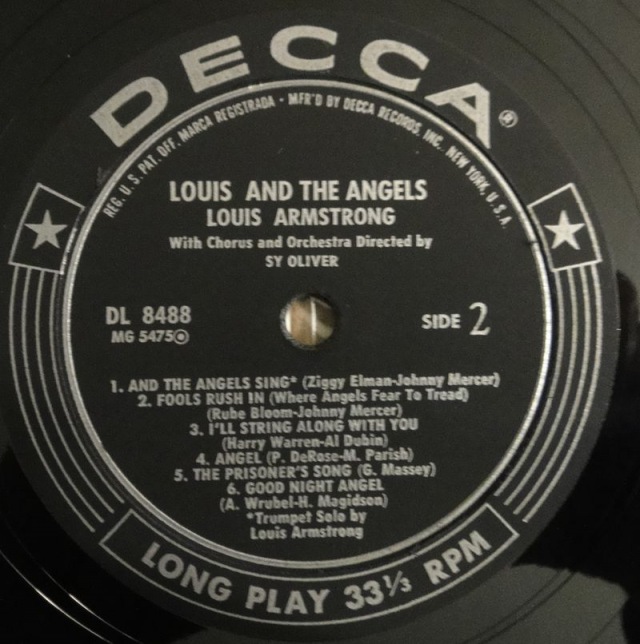 DECCA®
REG. U. S. PAT. OFF. MARCA REGISTRADA • MFR'D BY DECCA RECORDS, INC., NEW YORK, U. S. A.
LOUIS AND THE ANGELS
LOUIS ARMSTRONG
With Chorus and Orchestra Directed by
SY OLIVER
DL 8488
MG 5475
SIDE 2
1. AND THE ANGELS SING* (Ziggy Elman-Johnny Mercer)
2. FOOLS RUSH IN (Where Angels Fear To Tread)
(Rube Bloom-Johnny Mercer)
3. I'LL STRING ALONG WITH YOU
(Harry Warren-Al Dubin)
4. ANGEL (P. DeRose-M. Parish)
5. THE PRISONER'S SONG (G. Massey)
6. GOOD NIGHT ANGEL
(A. Wrubel-H. Magidson)
*Trumpet Solo by
Louis Armstrong
LONG PLAY 33⅓ RPM